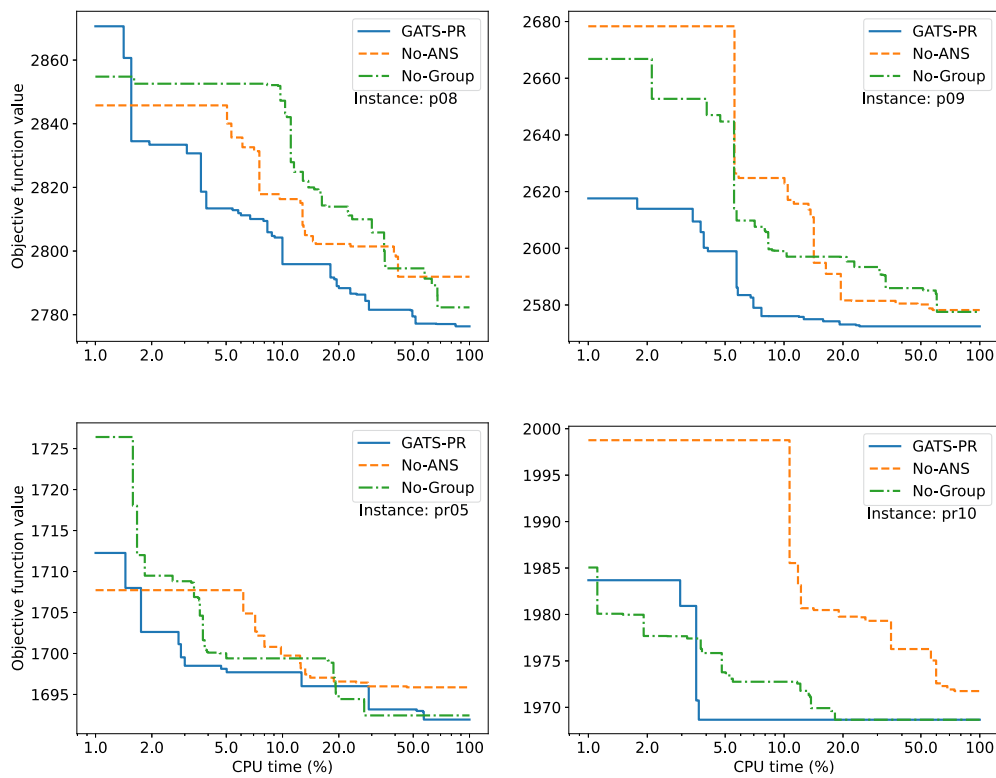 GATS-PR
No-ANS
No-Group
Instance: p08
Objective function value
2860
2840
2820
2800
2780
1.0 2.0 5.0 10.0 20.0 50.0 100
GATS-PR
No-ANS
No-Group
Instance: p09
2680
2660
2640
2620
2600
2580
1.0 2.0 5.0 10.0 20.0 50.0 100
GATS-PR
No-ANS
No-Group
Instance: pr05
Objective function value
1725
1720
1715
1710
1705
1700
1695
1.0 2.0 5.0 10.0 20.0 50.0 100
CPU time (%)
GATS-PR
No-ANS
No-Group
Instance: pr10
2000
1995
1990
1985
1980
1975
1970
1.0 2.0 5.0 10.0 20.0 50.0 100
CPU time (%)